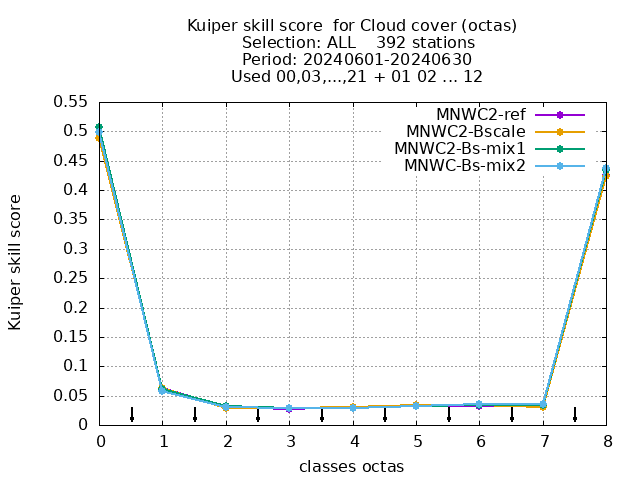 Kuiper skill score  for Cloud cover (octas)
Selection: ALL    392 stations
Period: 20240601-20240630
Used 00,03,...,21 + 01 02 ... 12
MNWC2-ref
MNWC2-Bscale
MNWC2-Bs-mix1
MNWC-Bs-mix2
Kuiper skill score
0.55
0.5
0.45
0.4
0.35
0.3
0.25
0.2
0.15
0.1
0.05
0
0 1 2 3 4 5 6 7 8
classes octas